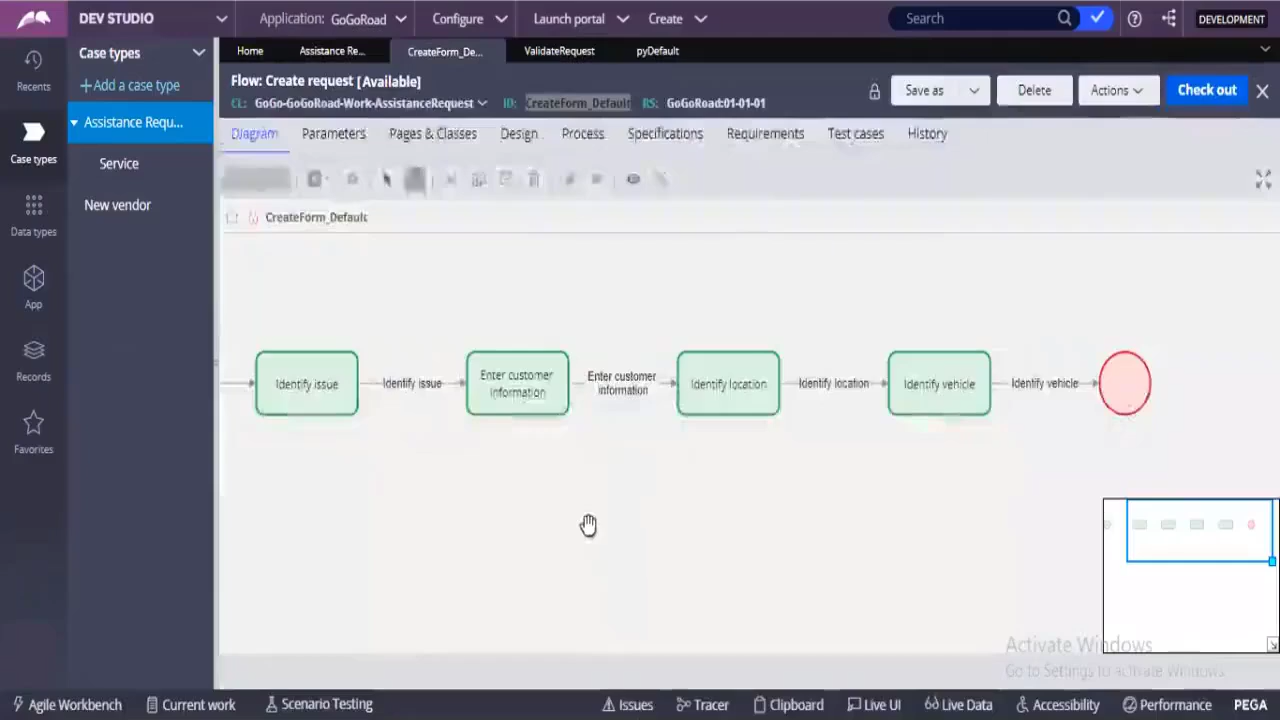 DEV STUDIO
Application: GoGoRoad
Configure
Launch portal
Create
Search
DEVELOPMENT
Recents
Case types
Data types
App
Records
Favorites
Case types
+Add a case type
Assistance Requ...
Service
New vendor
Home
Assistance Re...
CreateForm_De...
ValidateRequest
pyDefault
Flow: Create request [Available]
CL: GoGo-GoGoRoad-Work-AssistanceRequest
ID: CreateForm_Default
RS: GoGoRoad:01-01-01
Save as
Delete
Actions
Check out
Diagram
Parameters
Pages & Classes
Design
Process
Specifications
Requirements
Test cases
History
CreateForm_Default
Identify issue
Identify issue
Enter customer
information
Enter customer
information
Identify location
Identify location
Identify vehicle
Identify vehicle
Activate Windows
Go to Settings to activate Windows.
Agile Workbench
Current work
Scenario Testing
Issues
Tracer
Clipboard
Live UI
Live Data
Accessibility
Performance
PEGA